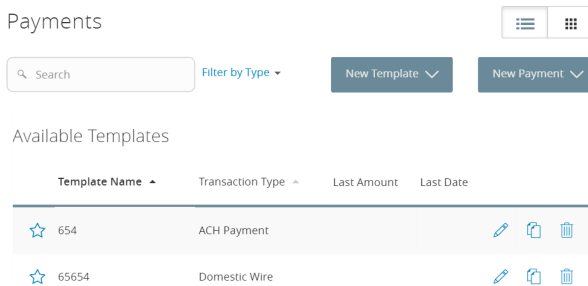 Payments
Search
Filter by Type
New Template
New Payment
Available Templates
Template Name Transaction Type Last Amount Last Date
654 ACH Payment
65654 Domestic Wire